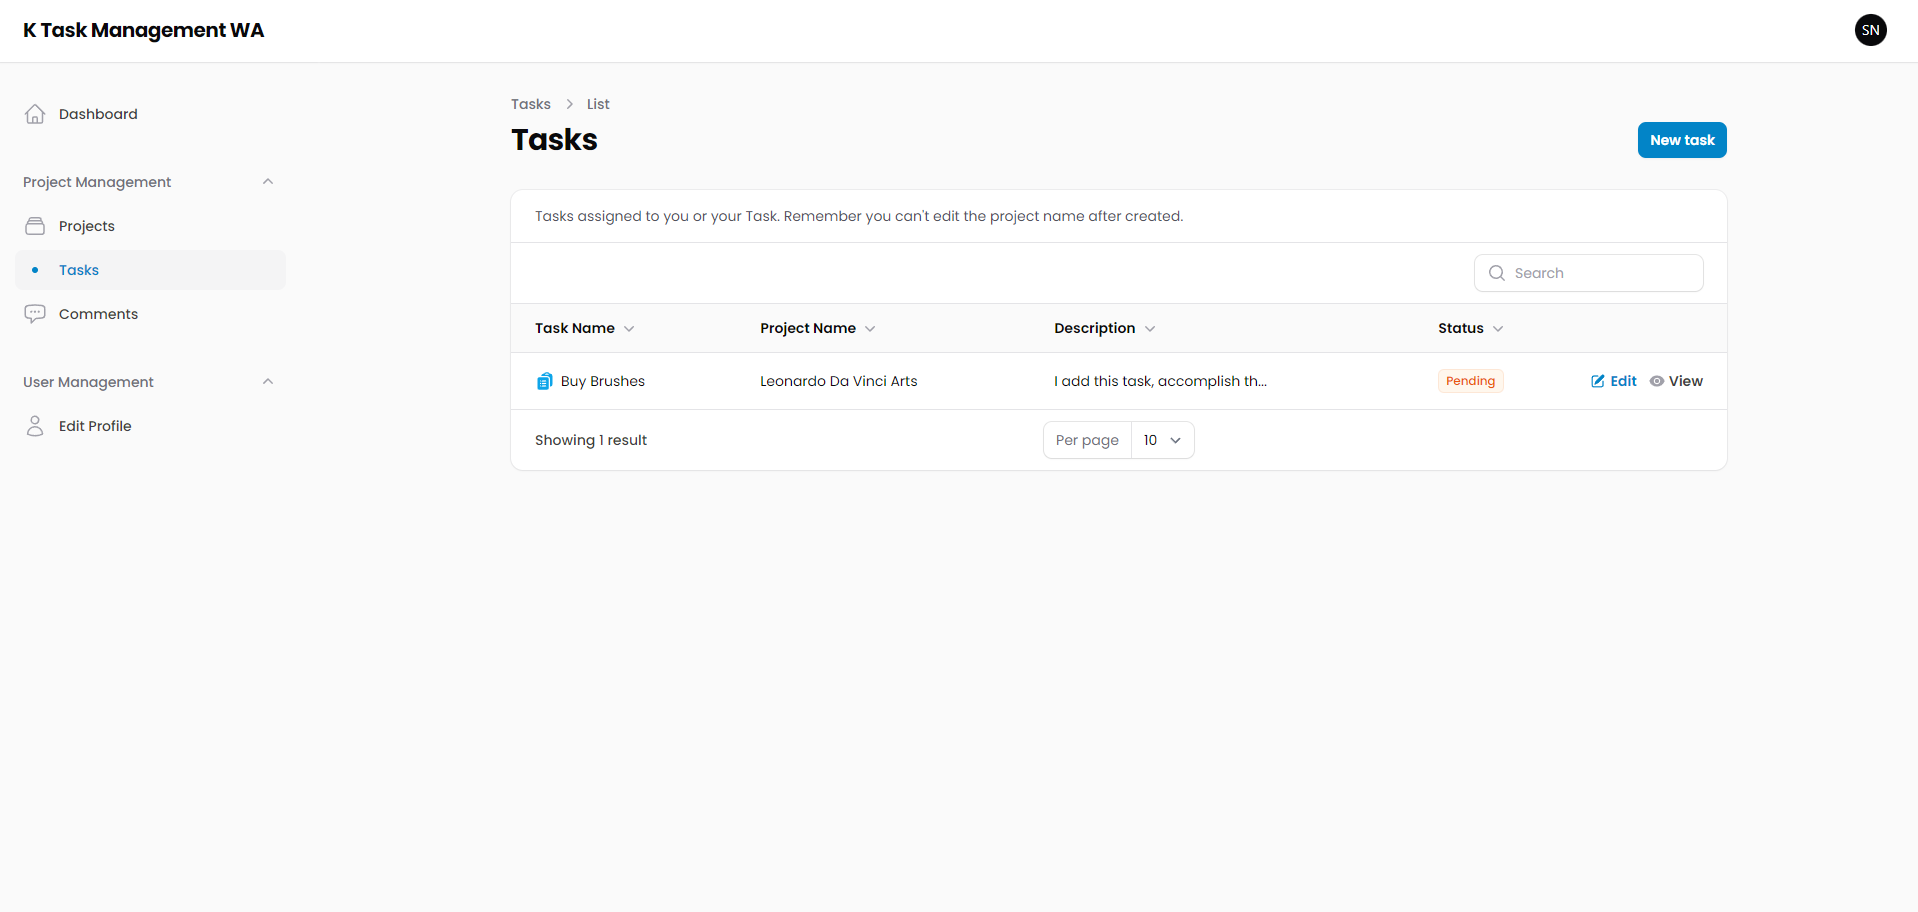 K Task Management WA
SN
Dashboard
Project Management
Projects
Tasks
Comments
User Management
Edit Profile
Tasks > List
Tasks
New task
Tasks assigned to you or your Task. Remember you can't edit the project name after created.
Search
Task Name Project Name Description Status
Buy Brushes Leonardo Da Vinci Arts I add this task, accomplish th... Pending Edit View
Showing 1 result Per page 10